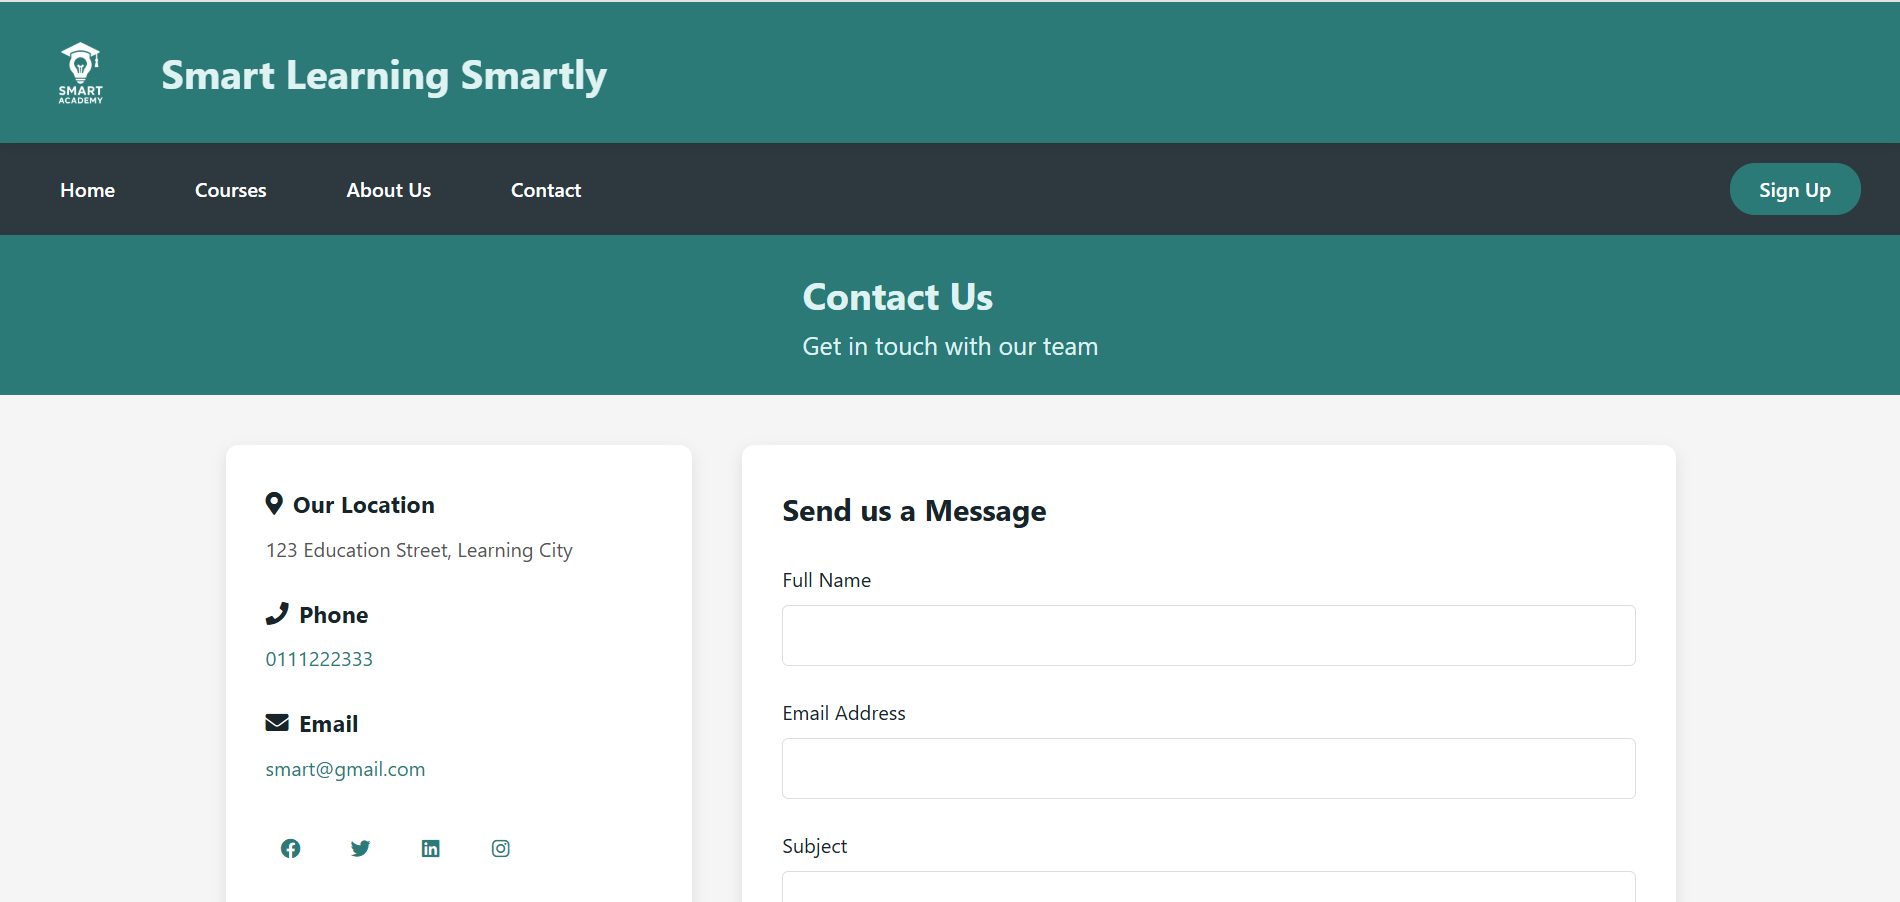 SMART
ACADEMY
Smart Learning Smartly
Home Courses About Us Contact Sign Up
Contact Us
Get in touch with our team
Our Location
123 Education Street, Learning City
Phone
0111222333
Email
smart@gmail.com
Send us a Message
Full Name
Email Address
Subject